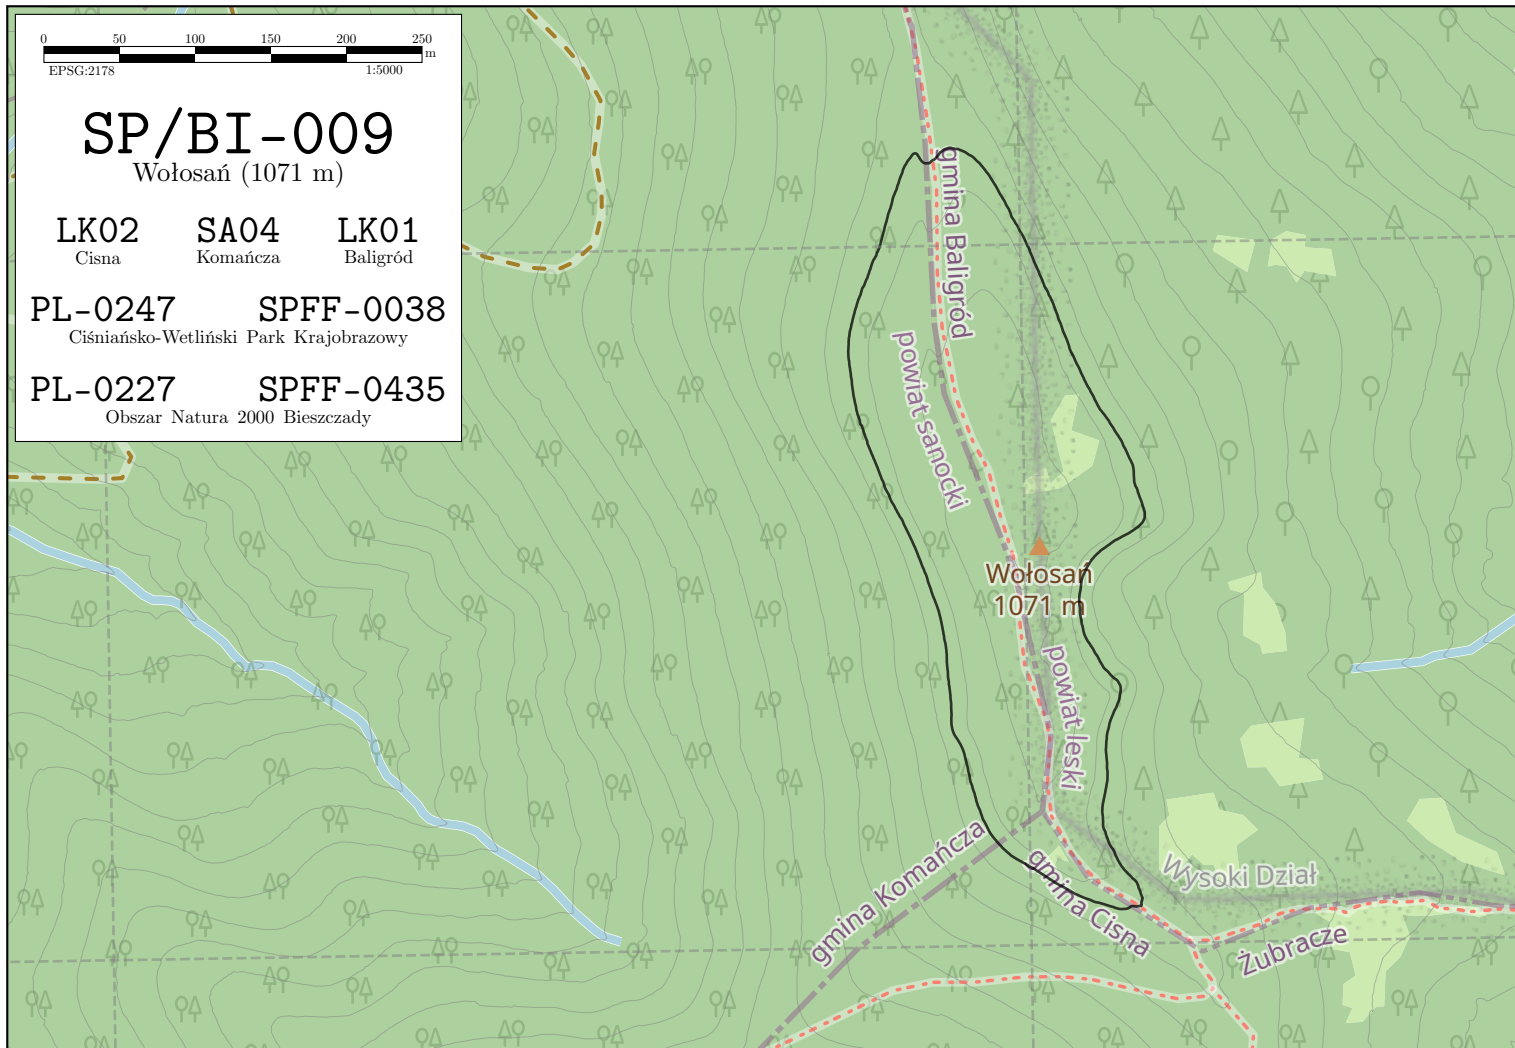 0 50 100 150 200 250
m
EPSG:2178 1:5000
SP/BI-009
Wołosań (1071 m)
LK02 SA04 LK01
Cisna Komańcza Baligród
PL-0247 SPFF-0038
Ciśniańsko-Wetliński Park Krajobrazowy
PL-0227 SPFF-0435
Obszar Natura 2000 Bieszczady
gmina Baligród
powiat sanocki
Wołosań
1071 m
powiat leski
gmina Komańcza
gmina Cisna
Wysoki Dział
Żubracze